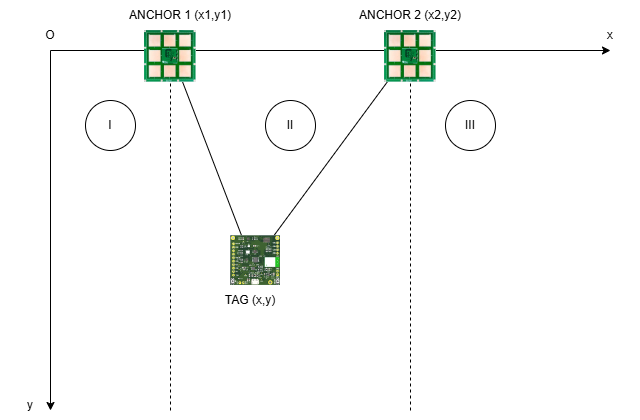 ANCHOR 1 (x1,y1)
ANCHOR 2 (x2,y2)
O
x
I
II
III
TAG (x,y)
y